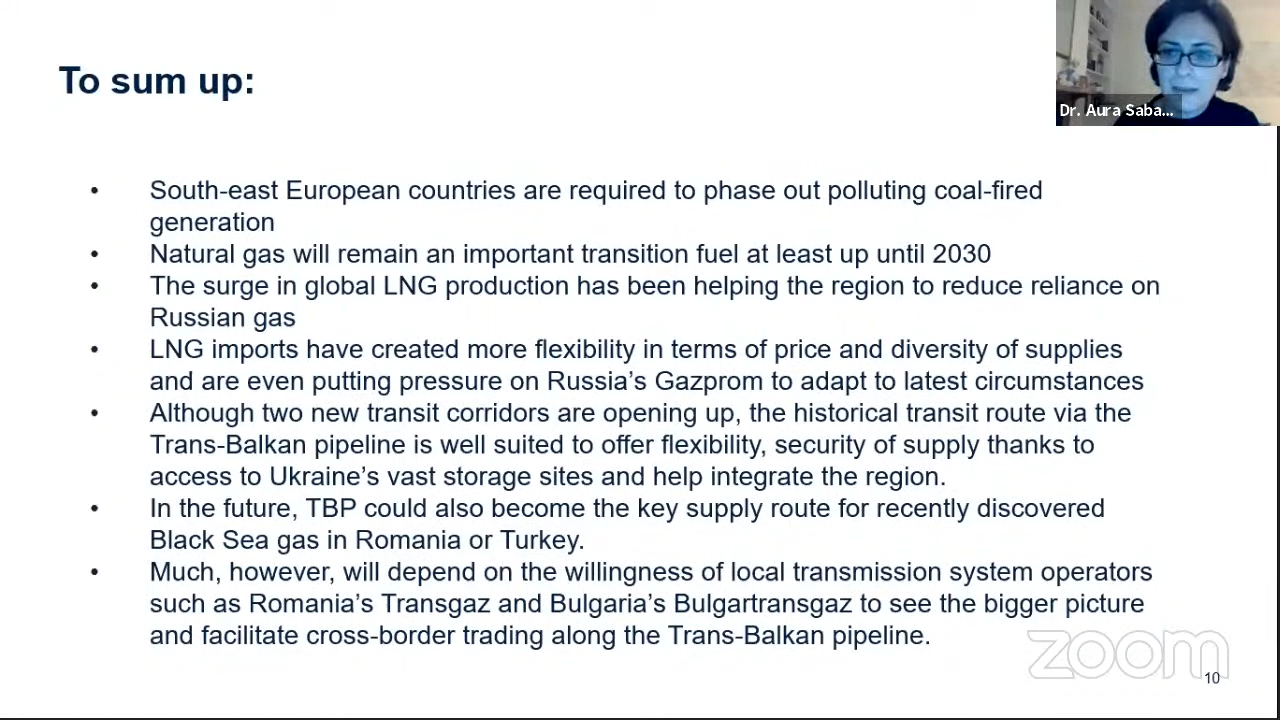 To sum up:
Dr. Aura Saba...
• South-east European countries are required to phase out polluting coal-fired
generation
• Natural gas will remain an important transition fuel at least up until 2030
• The surge in global LNG production has been helping the region to reduce reliance on
Russian gas
• LNG imports have created more flexibility in terms of price and diversity of supplies
and are even putting pressure on Russia’s Gazprom to adapt to latest circumstances
• Although two new transit corridors are opening up, the historical transit route via the
Trans-Balkan pipeline is well suited to offer flexibility, security of supply thanks to
access to Ukraine’s vast storage sites and help integrate the region.
• In the future, TBP could also become the key supply route for recently discovered
Black Sea gas in Romania or Turkey.
• Much, however, will depend on the willingness of local transmission system operators
such as Romania’s Transgaz and Bulgaria’s Bulgartransgaz to see the bigger picture
and facilitate cross-border trading along the Trans-Balkan pipeline.
zoom
10